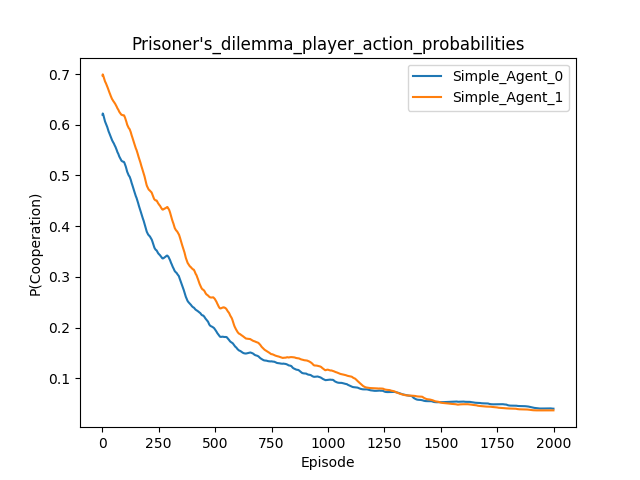 Prisoner's_dilemma_player_action_probabilities
Simple_Agent_0
Simple_Agent_1
P(Cooperation)
0.7
0.6
0.5
0.4
0.3
0.2
0.1
0 250 500 750 1000 1250 1500 1750 2000
Episode